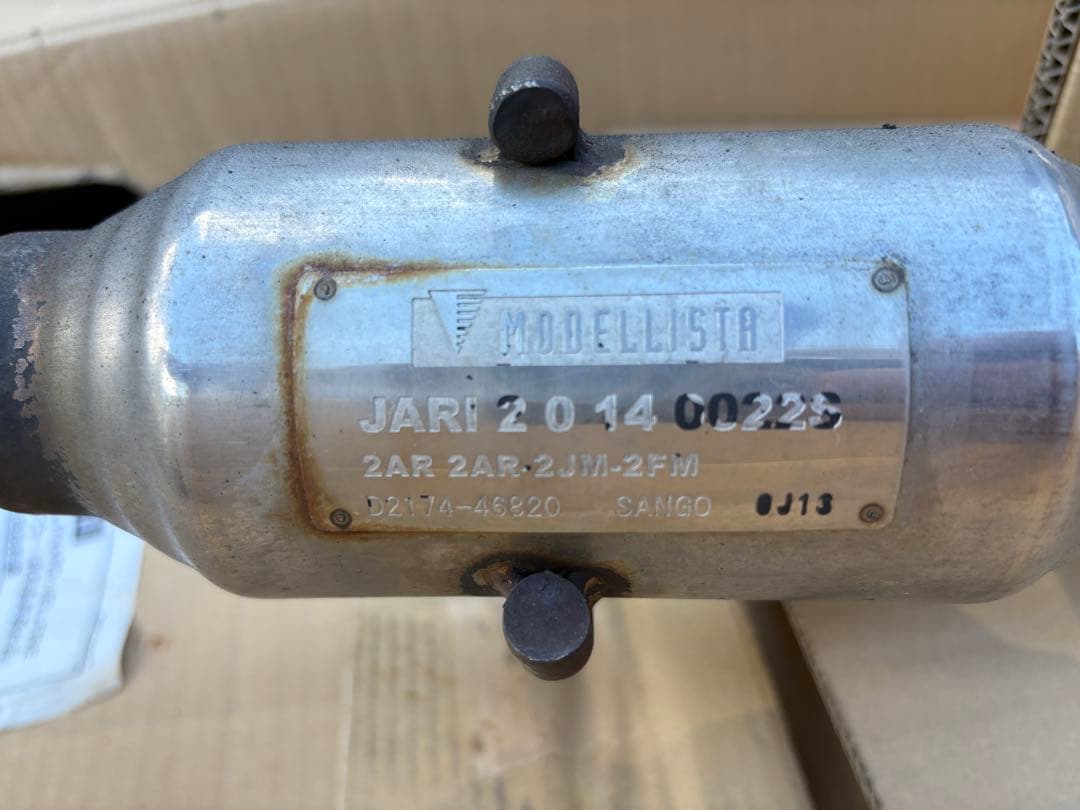 MODELLISTA
JARI 2 0 14 0022S
2AR 2AR-2JM-2FM
D2174-46820 SANGO 0J13